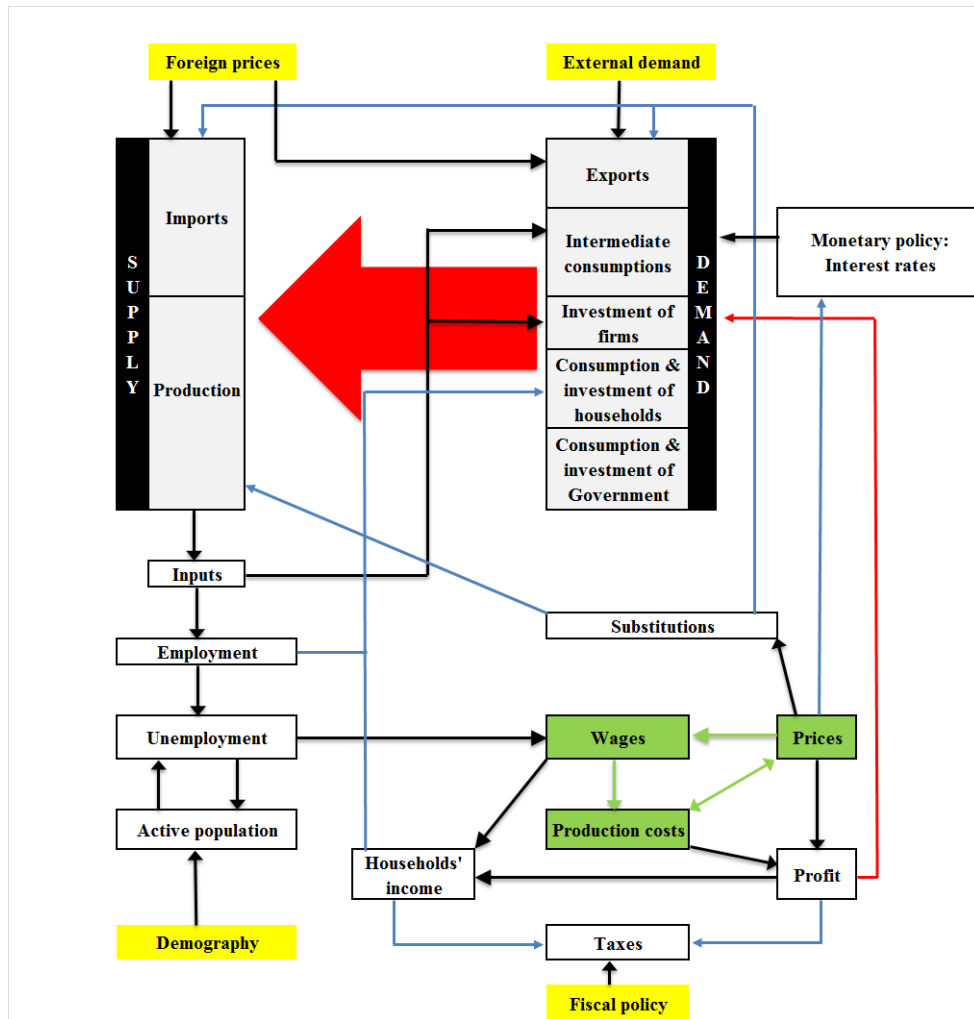 Foreign prices
External demand
SUPPLY
Imports
Production
Exports
Intermediate
consumptions
Investment of
firms
Consumption &
investment of
households
Consumption &
investment of
Government
DEMAND
Monetary policy:
Interest rates
Inputs
Substitutions
Employment
Unemployment
Wages
Prices
Active population
Production costs
Households'
income
Profit
Demography
Taxes
Fiscal policy